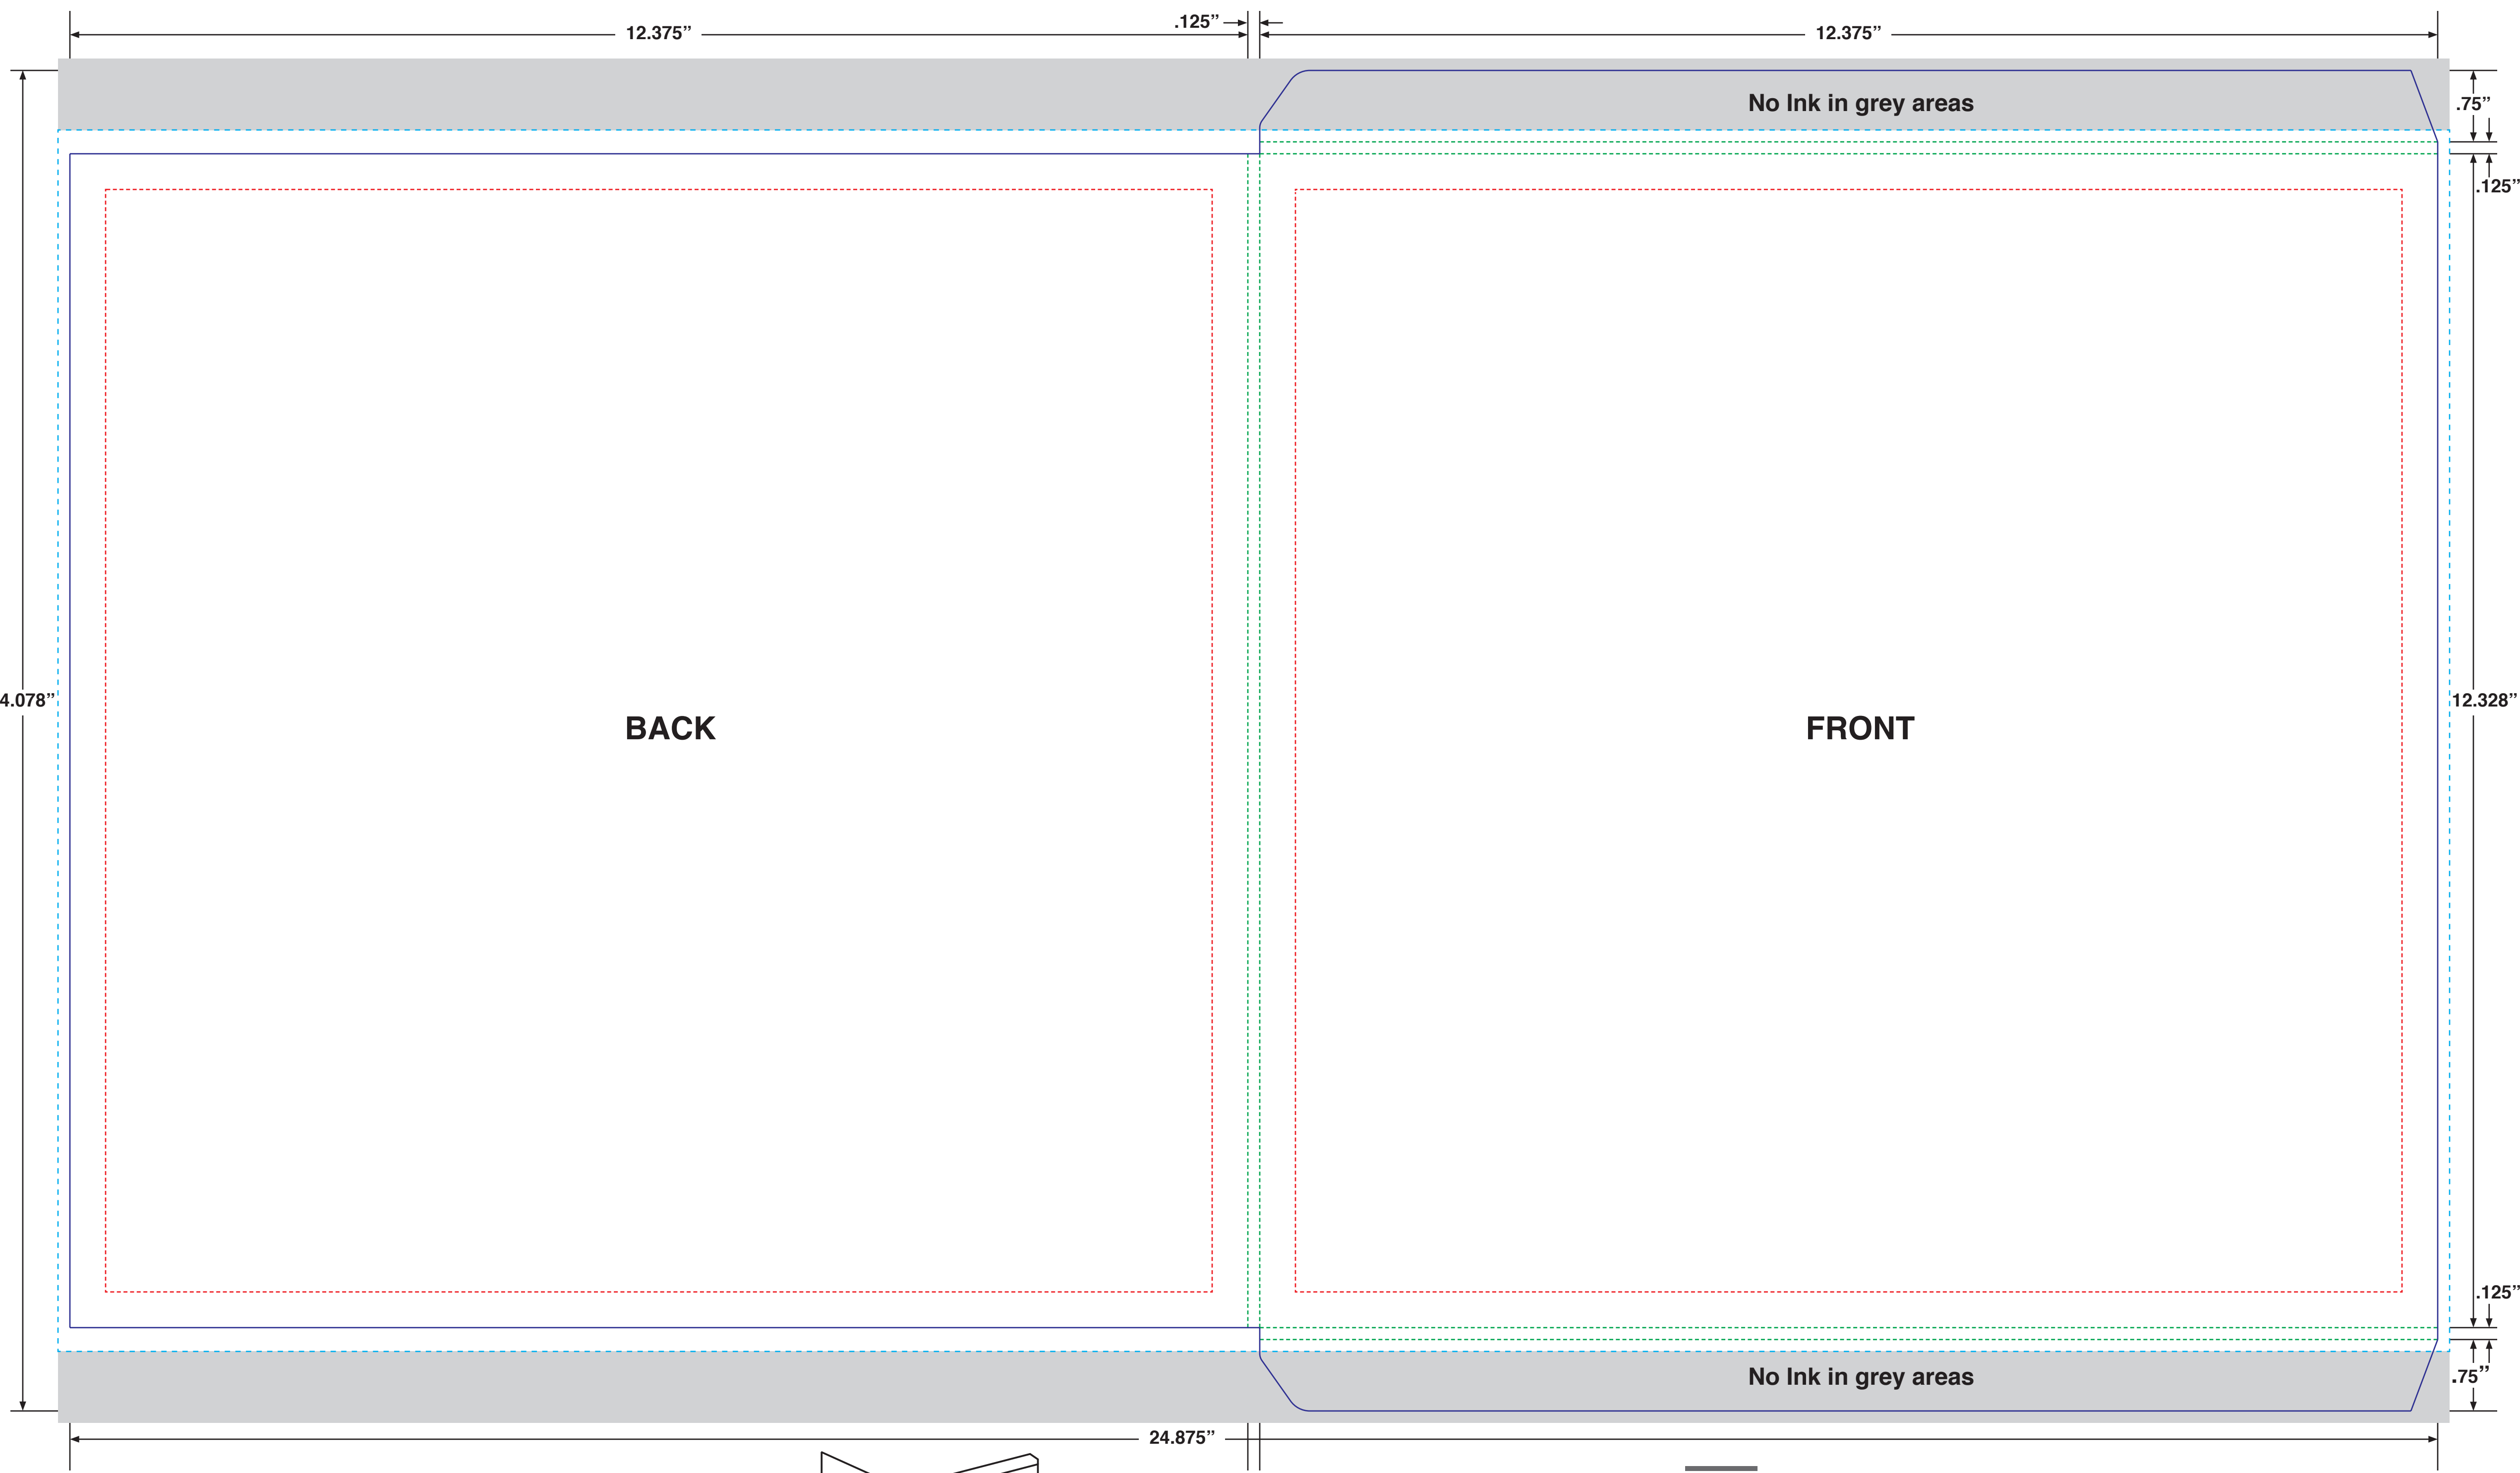 .125”
12.375”
12.375”
No Ink in grey areas
.75”
.125”
4.078”
12.328”
BACK
FRONT
.125”
No Ink in grey areas
.75”
24.875”